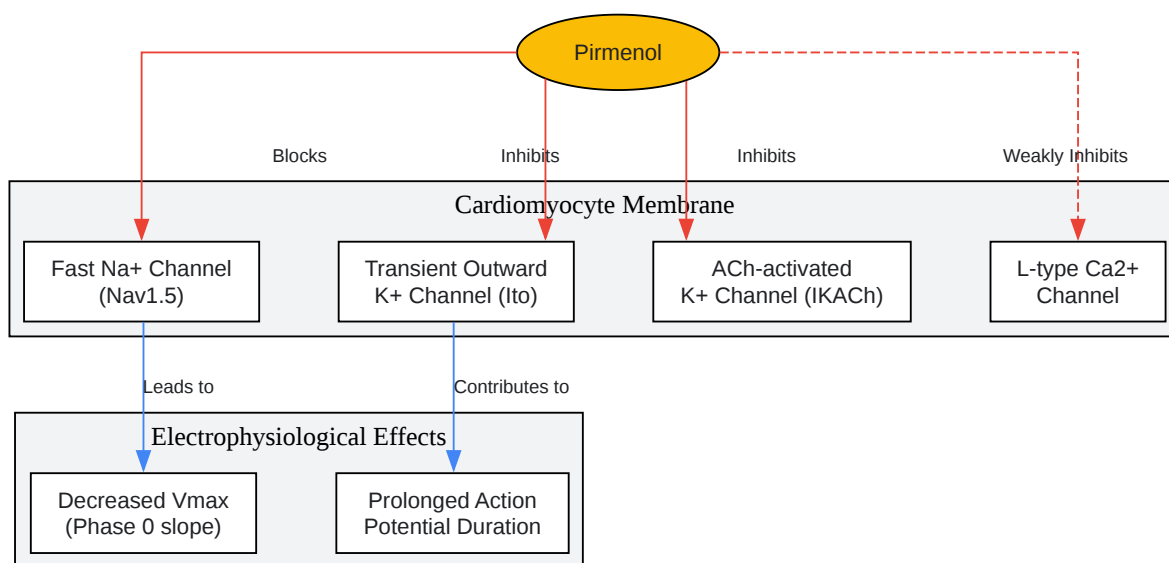 Pirmenol
Blocks
Inhibits
Inhibits
Weakly Inhibits
Cardiomyocyte Membrane
Fast Na+ Channel
(Nav1.5)
Transient Outward
K+ Channel (Ito)
ACh-activated
K+ Channel (IKACh)
L-type Ca2+
Channel
Leads to
Contributes to
Electrophysiological Effects
Decreased Vmax
(Phase 0 slope)
Prolonged Action
Potential Duration